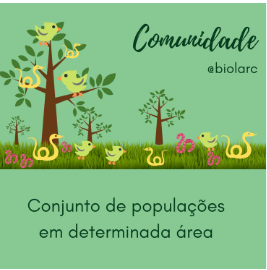 Comunidade
@biolarc
Conjunto de populações
em determinada área